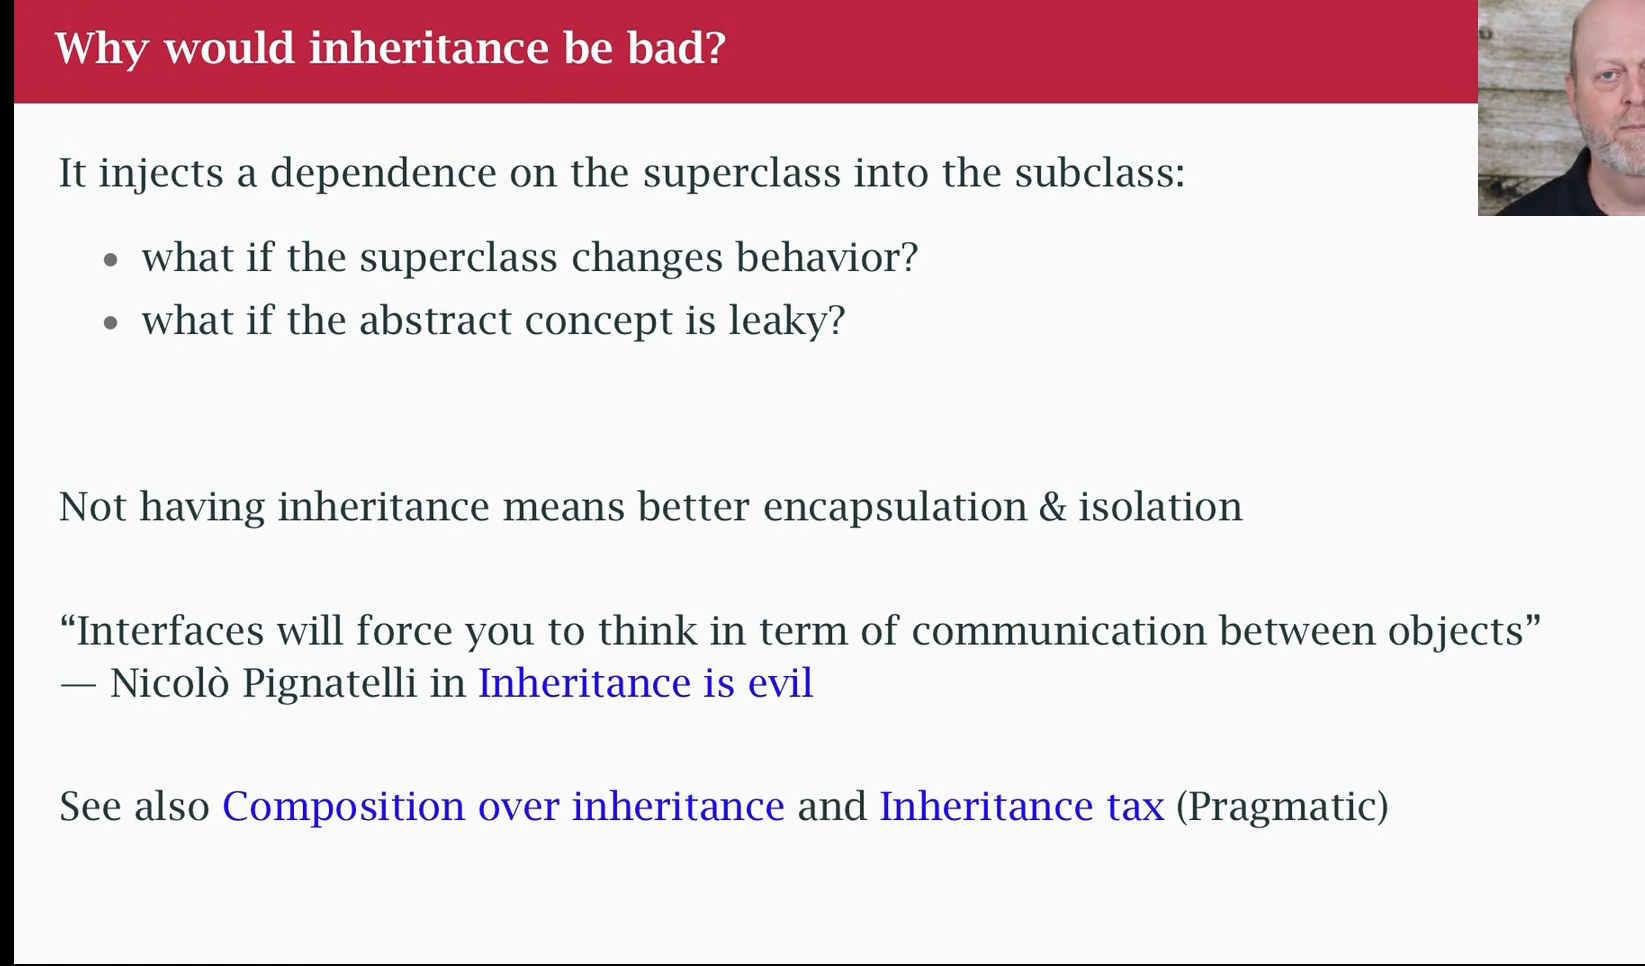 Why would inheritance be bad?
It injects a dependence on the superclass into the subclass:
• what if the superclass changes behavior?
• what if the abstract concept is leaky?
Not having inheritance means better encapsulation & isolation
“Interfaces will force you to think in term of communication between objects”
— Nicolò Pignatelli in Inheritance is evil
See also Composition over inheritance and Inheritance tax (Pragmatic)